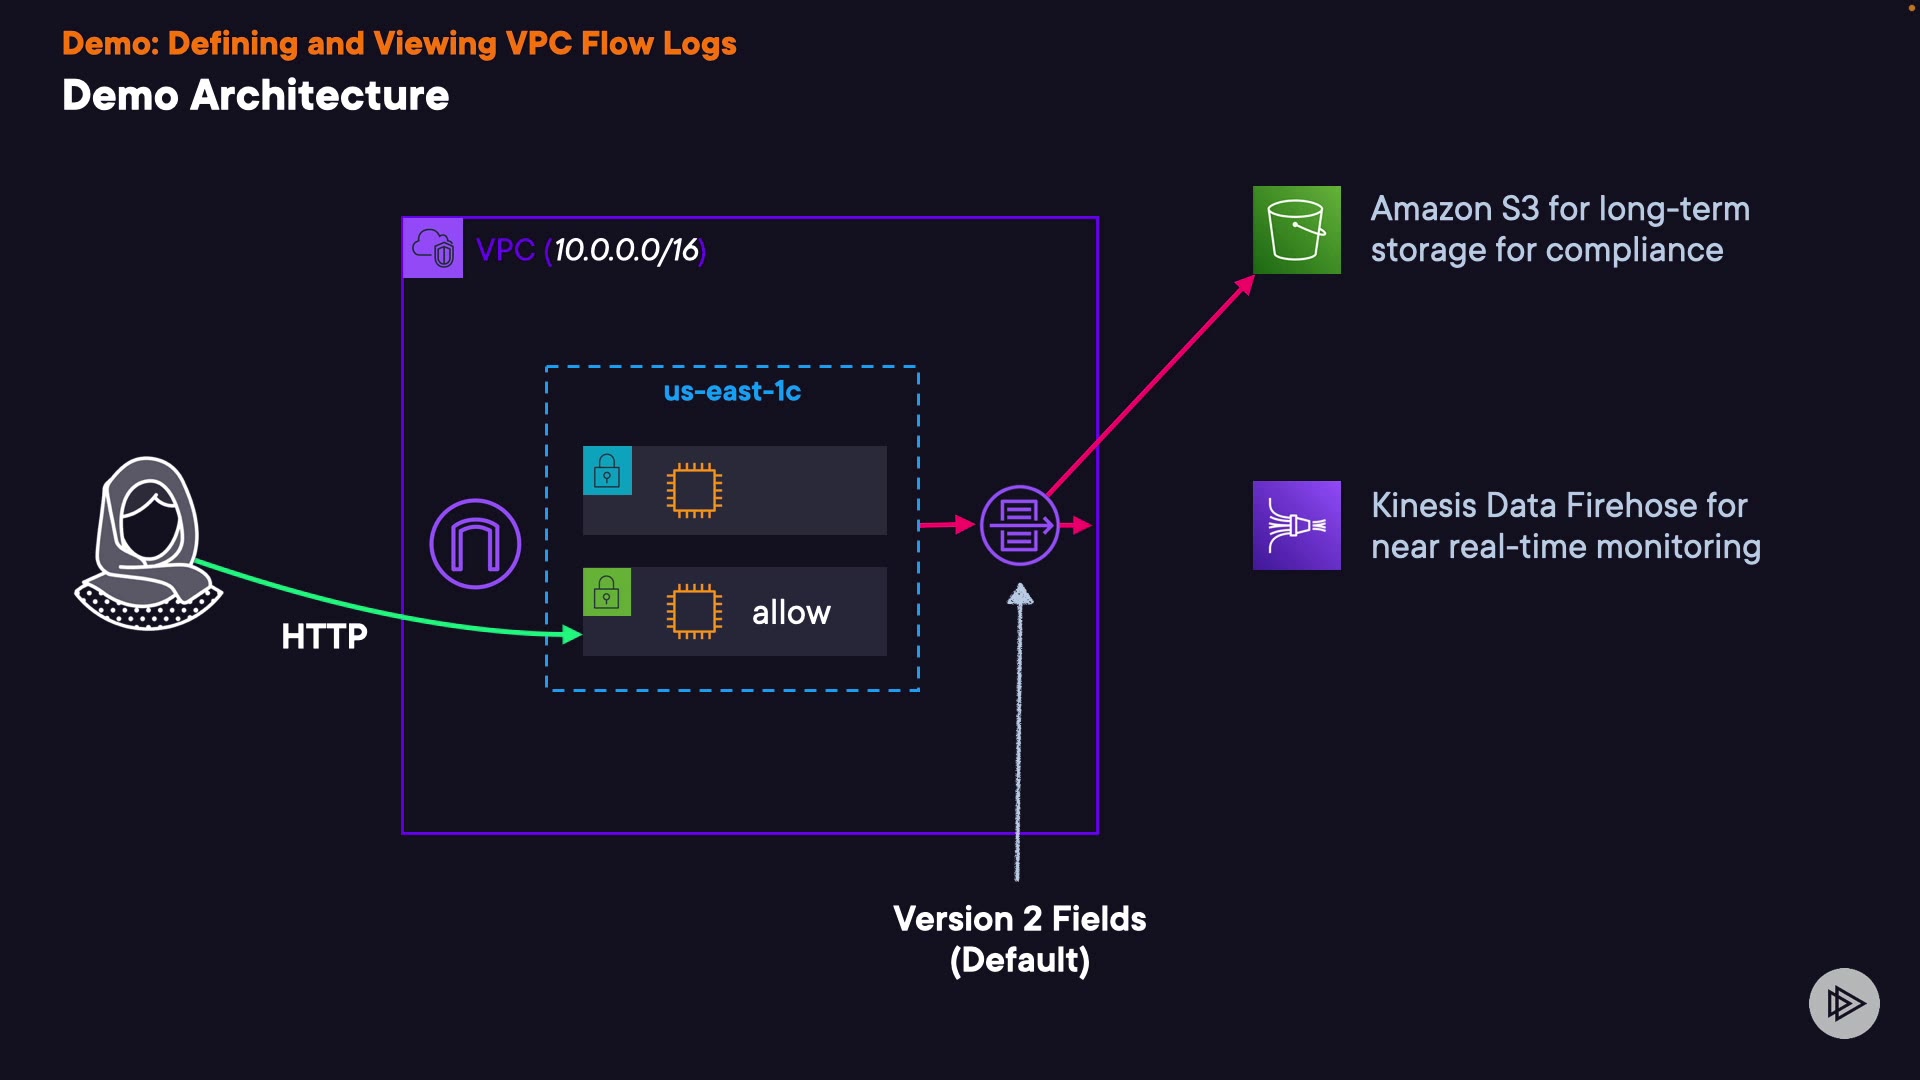 Demo: Defining and Viewing VPC Flow Logs
Demo Architecture
Amazon S3 for long-term
storage for compliance
VPC (10.0.0.0/16)
us-east-1c
Kinesis Data Firehose for
near real-time monitoring
allow
HTTP
Version 2 Fields
(Default)